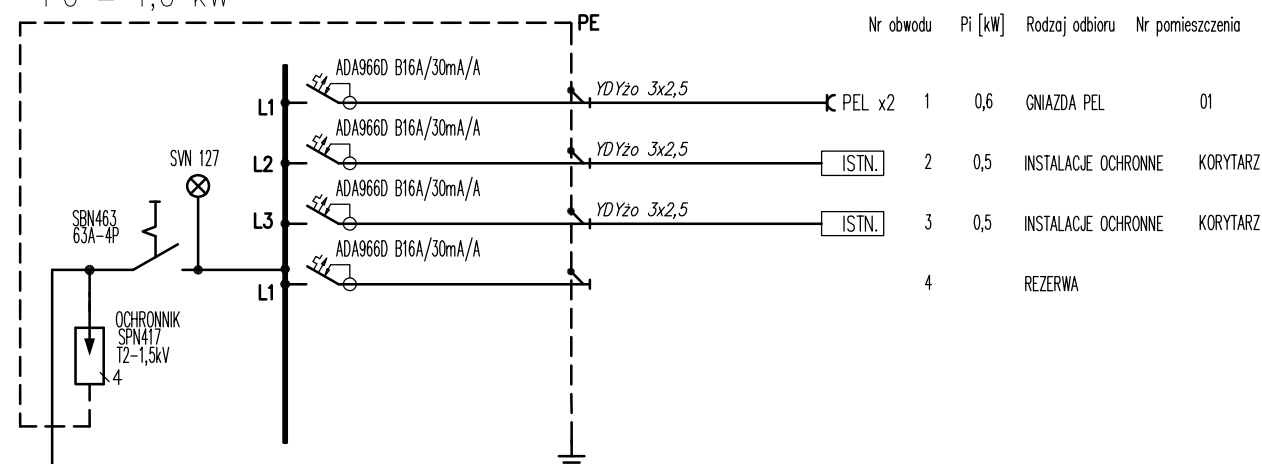 PE
Nr obwodu Pi [kW] Rodzaj odbioru Nr pomieszczenia
ADA966D B16A/30mA/A
L1
YDYżo 3x2,5
PEL x2 1 0,6 GNIAZDA PEL 01
ADA966D B16A/30mA/A
L2
YDYżo 3x2,5
ISTN. 2 0,5 INSTALACJE OCHRONNE KORYTARZ
SVN 127
ADA966D B16A/30mA/A
L3
YDYżo 3x2,5
ISTN. 3 0,5 INSTALACJE OCHRONNE KORYTARZ
SBN463
63A-4P
ADA966D B16A/30mA/A
L1
4 REZERWA
OCHRONNIK
SPN417
T2-1,5kV
4